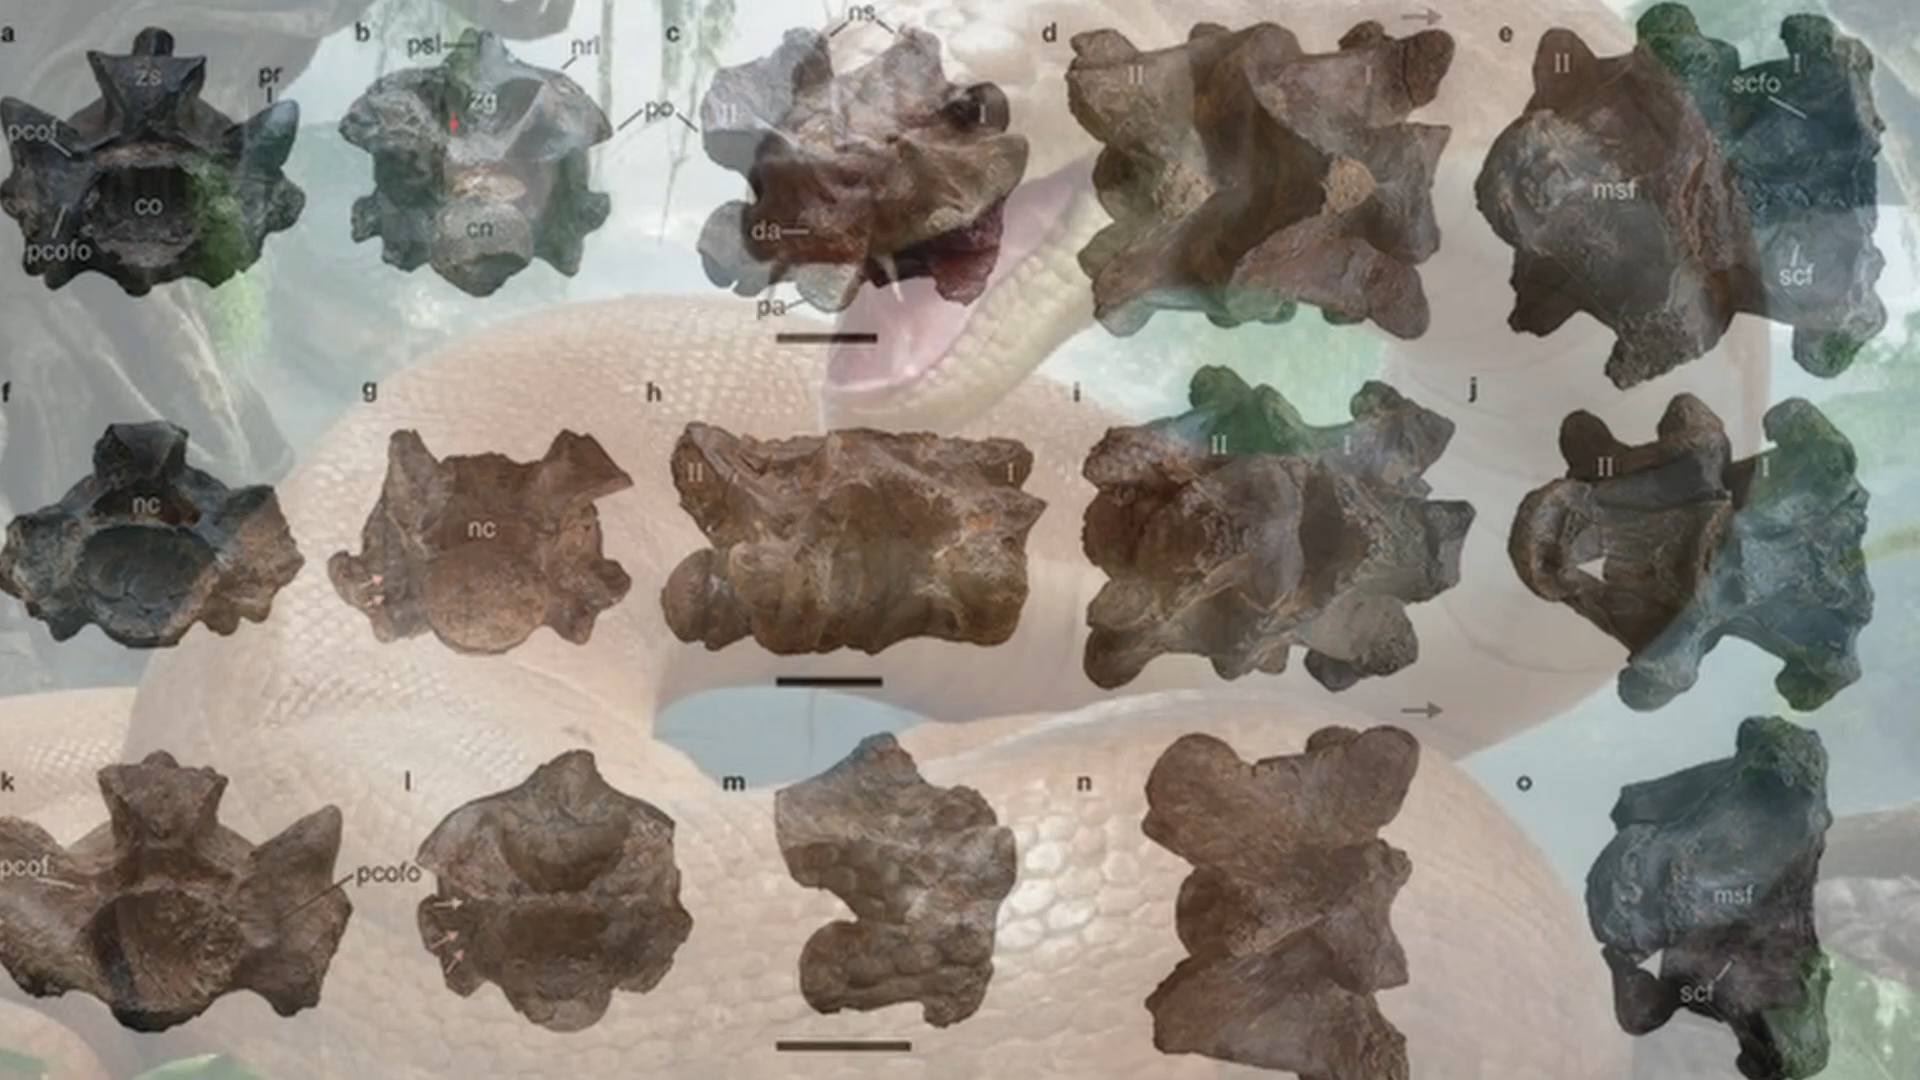 a
zs
pr
pcof
co
pcofo
b
psl
nrl
zg
po
cn
c
ns
II
I
da
pa
d
II
I
e
II
I
scfo
msf
scf
f
nc
g
nc
h
II
I
i
II
I
j
II
I
k
pcof
pcofo
l
m
n
o
msf
scf